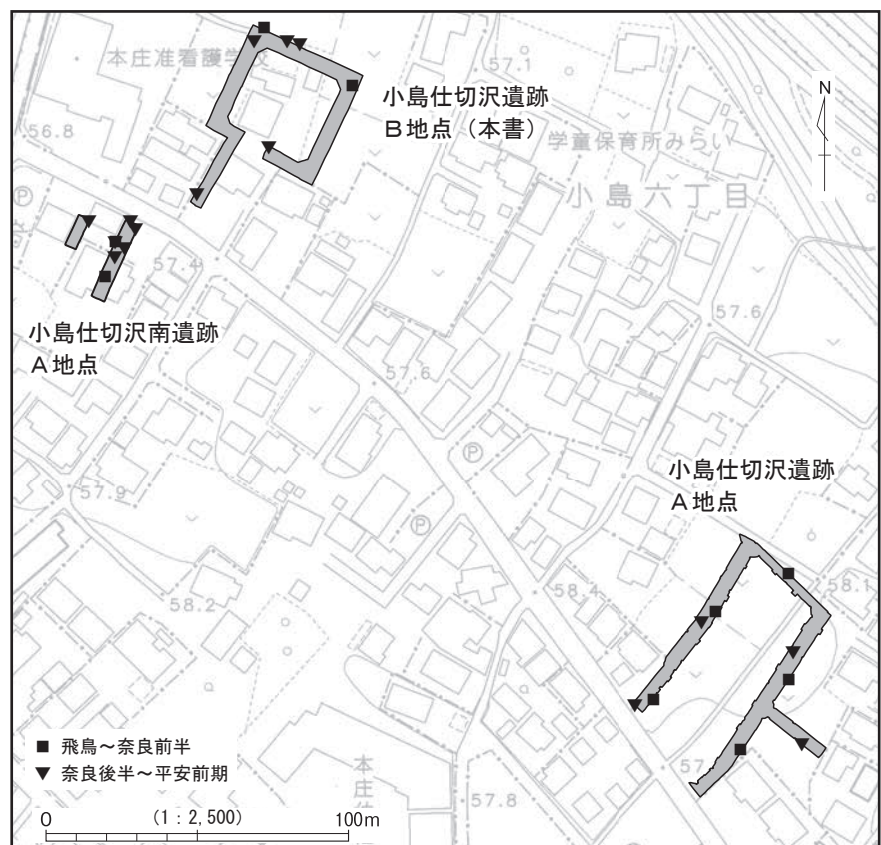 本庄准看護学校
57.1
小島仕切沢遺跡
B地点（本書）
N
56.8
学童保育所みらい
小島六丁目
P
57.4
57.6
小島仕切沢南遺跡
A地点
57.6
P
小島仕切沢遺跡
A地点
57.9
P
58.4
58.1
58.2
■ 飛鳥～奈良前半
▼ 奈良後半～平安前期
57.8
0 (1：2,500) 100m